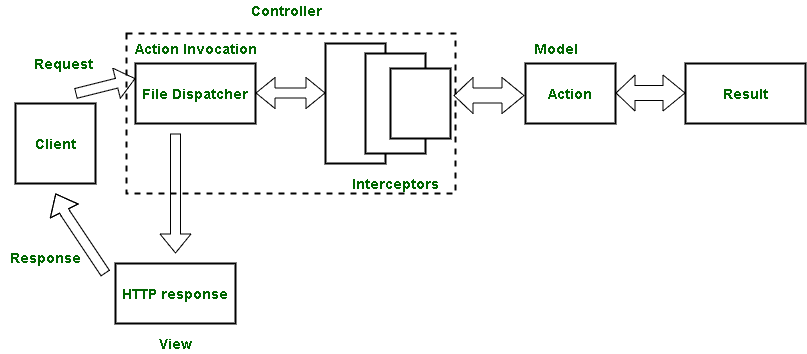 Controller
Action Invocation
Model
Request
File Dispatcher
Action
Result
Client
Interceptors
Response
HTTP response
View